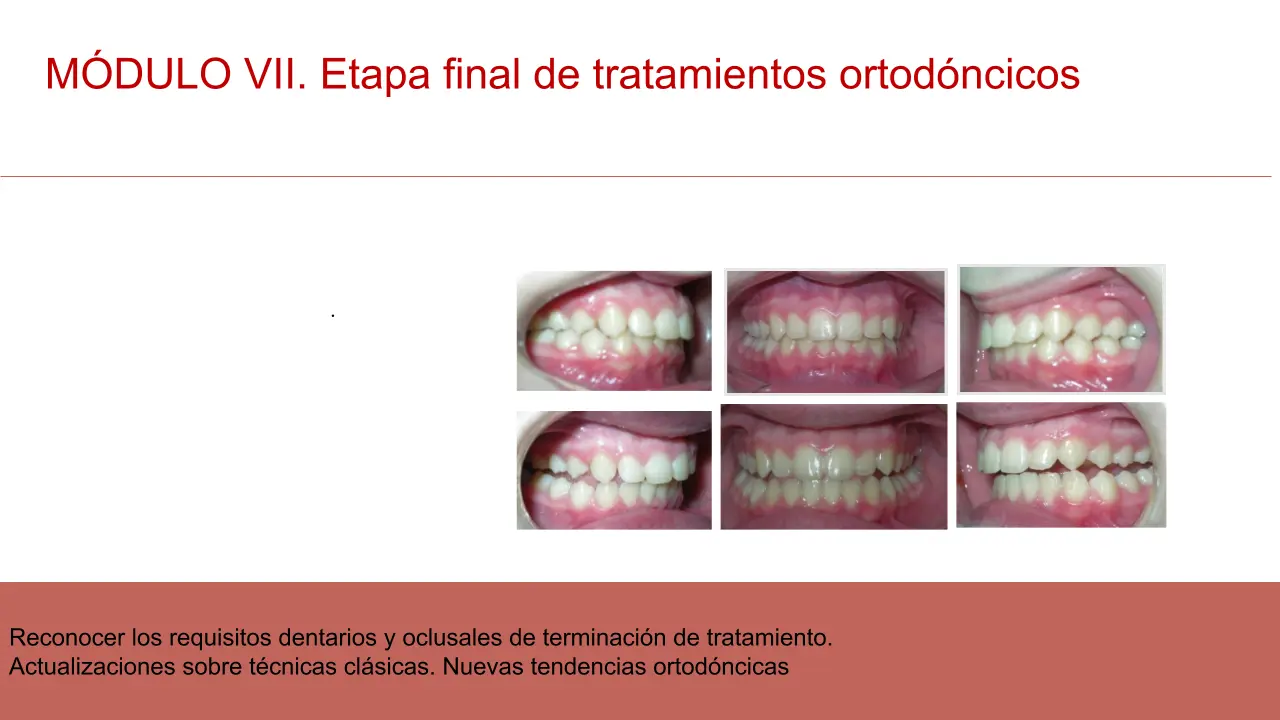 MÓDULO VII. Etapa final de tratamientos ortodóncicos
.
Reconocer los requisitos dentarios y oclusales de terminación de tratamiento.
Actualizaciones sobre técnicas clásicas. Nuevas tendencias ortodóncicas